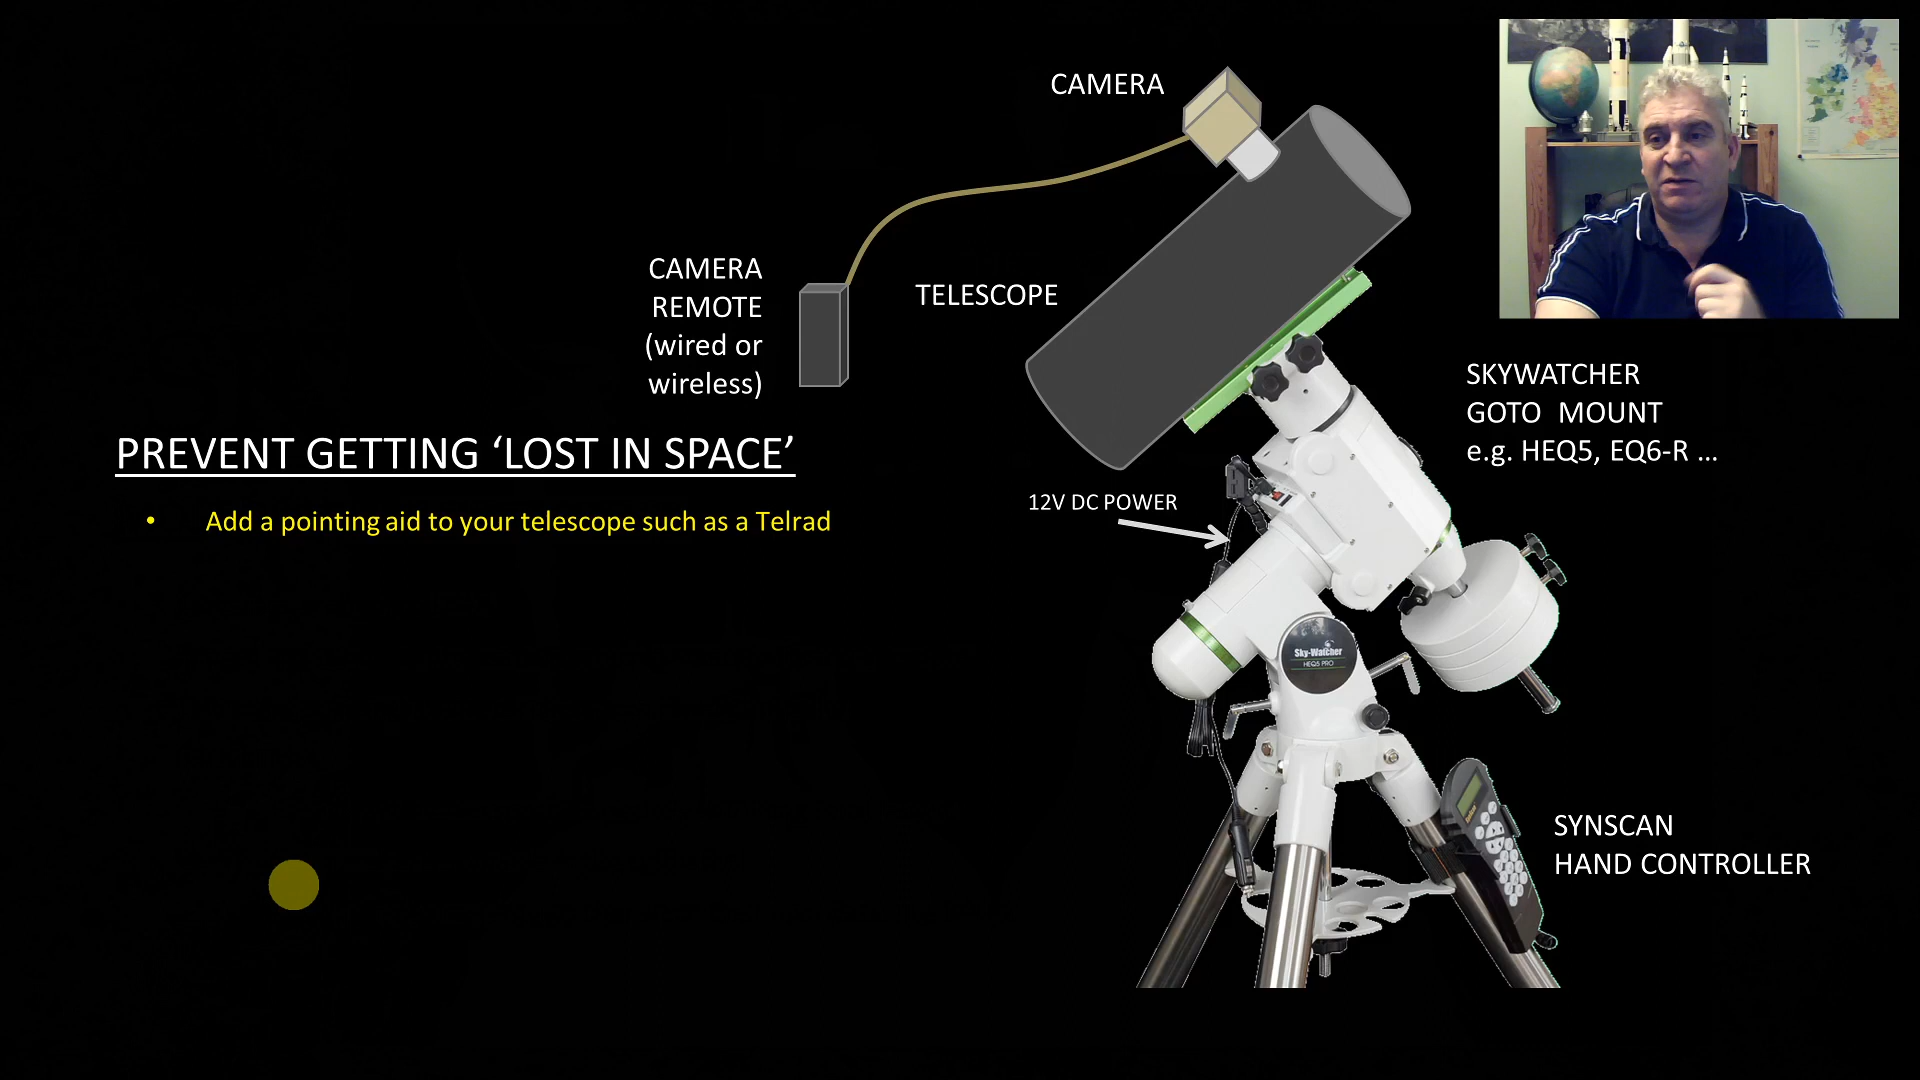 CAMERA
CAMERA
REMOTE
(wired or
wireless)
TELESCOPE
SKYWATCHER
GOTO MOUNT
e.g. HEQ5, EQ6-R ...
PREVENT GETTING ‘LOST IN SPACE’
• Add a pointing aid to your telescope such as a Telrad
12V DC POWER
Sky-Watcher
HEQ5 PRO
SYNSCAN
HAND CONTROLLER